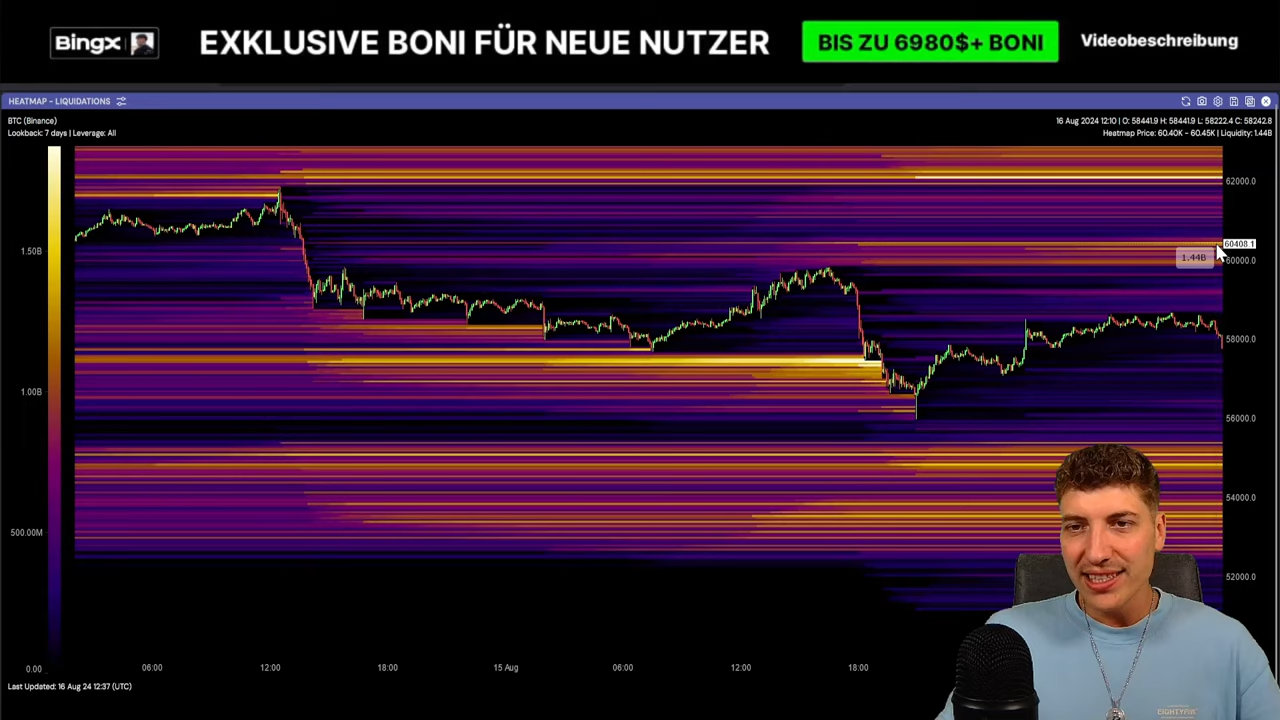 Bingx
EXKLUSIVE BONI FÜR NEUE NUTZER
BIS ZU 6980$+ BONI
Videobeschreibung
HEATMAP - LIQUIDATIONS
BTC (Binance)
16 Aug 2024 12:10 | O: 58441.9 H: 58441.9 L: 58222.4 C: 58242.8
Lookback: 7 days | Leverage: All
Heatmap Price: 60.40K - 60.45K | Liquidity: 1.44B
62000.0
1.50B
60408.1
1.44B
60000.0
58000.0
1.00B
56000.0
54000.0
500.00M
52000.0
0.00
06:00
12:00
18:00
15 Aug
06:00
12:00
18:00
Last Updated: 16 Aug 24 12:37 (UTC)